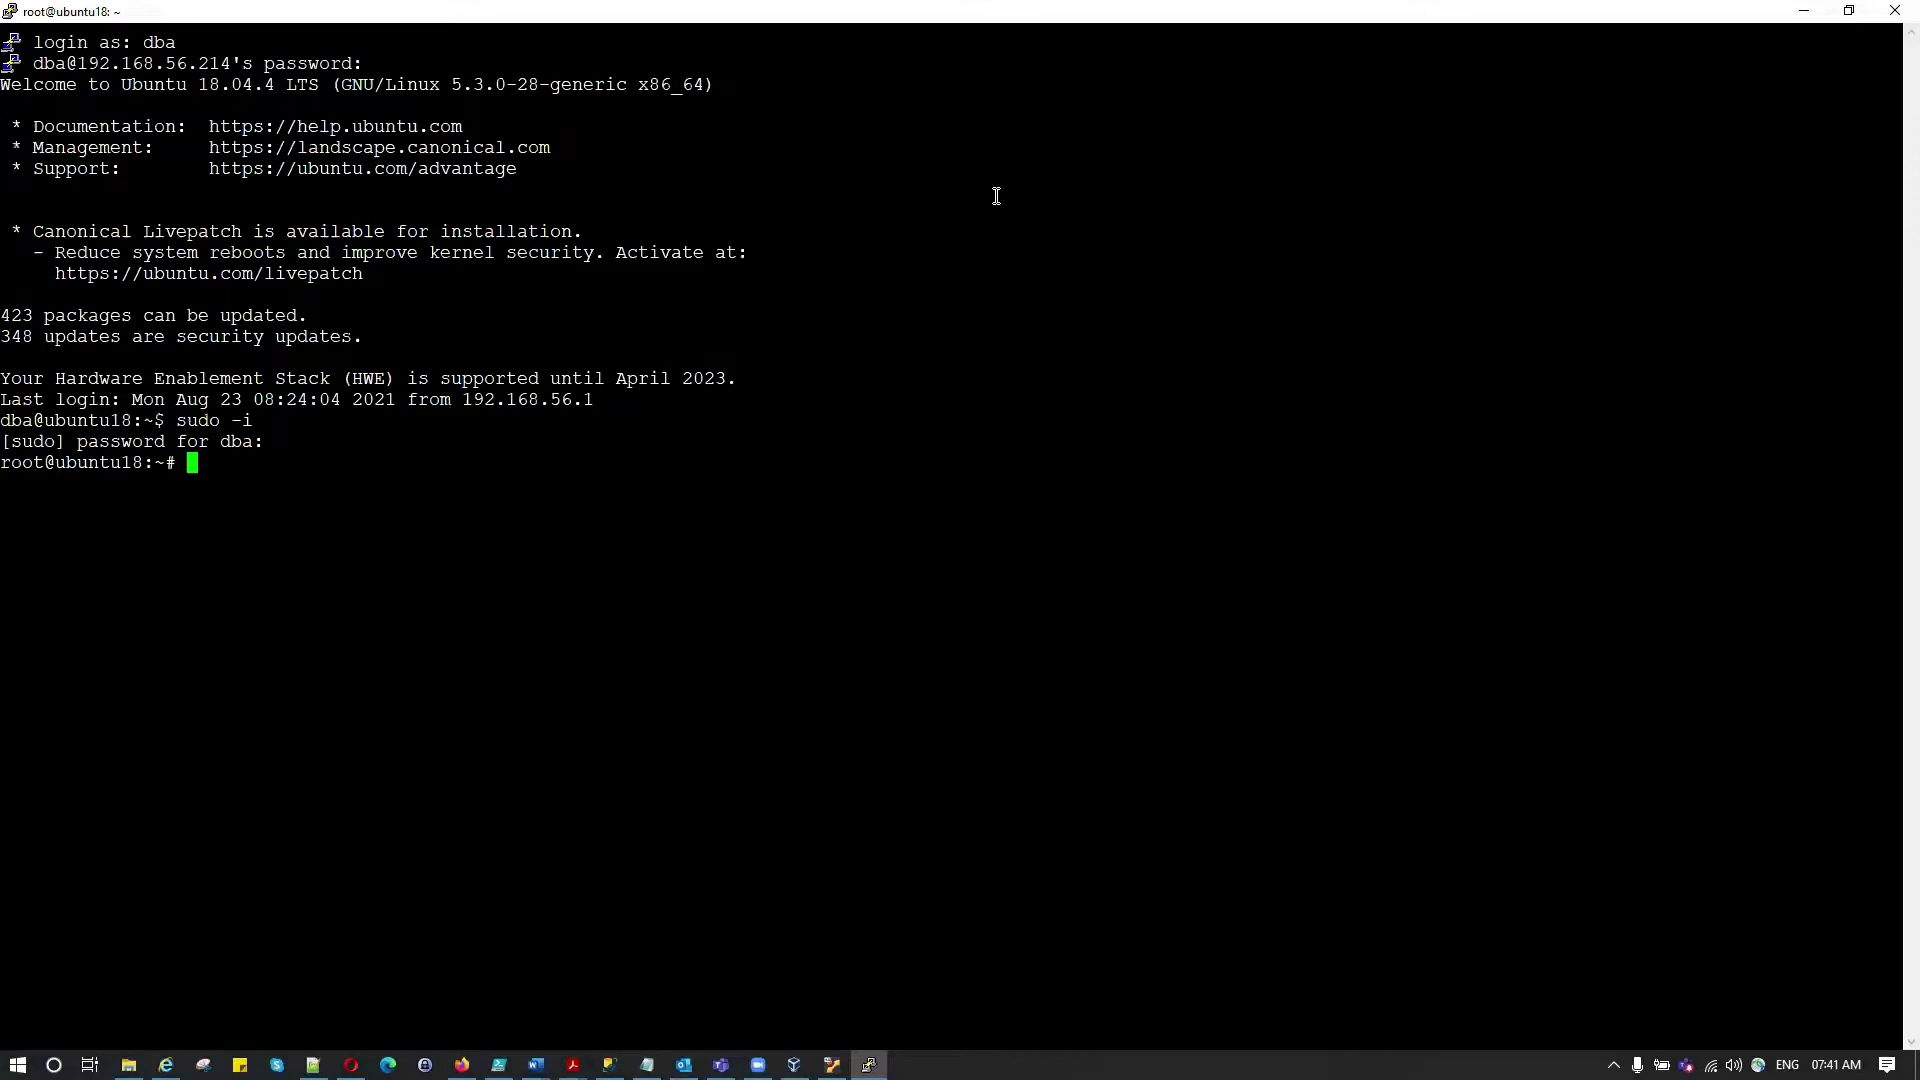 root@ubuntu18: ~
login as: dba
dba@192.168.56.214's password:
Welcome to Ubuntu 18.04.4 LTS (GNU/Linux 5.3.0-28-generic x86_64)
* Documentation:  https://help.ubuntu.com
* Management:     https://landscape.canonical.com
* Support:        https://ubuntu.com/advantage
* Canonical Livepatch is available for installation.
- Reduce system reboots and improve kernel security. Activate at:
https://ubuntu.com/livepatch
423 packages can be updated.
348 updates are security updates.
Your Hardware Enablement Stack (HWE) is supported until April 2023.
Last login: Mon Aug 23 08:24:04 2021 from 192.168.56.1
dba@ubuntu18:~$ sudo -i
[sudo] password for dba:
root@ubuntu18:~#
ENG 07:41 AM